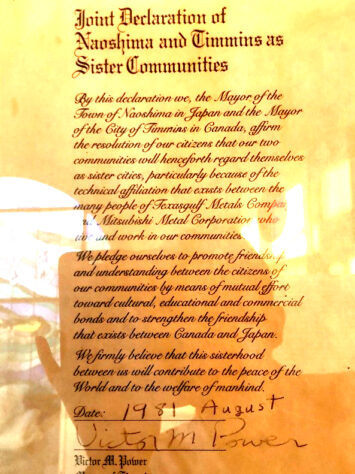 Joint Declaration of
Naoshima and Timmins as
Sister Communities
By this declaration we, the Mayor of the
Town of Naoshima in Japan and the Mayor
of the City of Timmins in Canada, affirm
the resolution of our citizens that our two
communities will henceforth regard themselves
as sister cities, particularly because of the
technical affiliation that exists between the
many people of Texasgulf Metals
Mitsubishi Metal Corporation who
and work in our communities.
We pledge ourselves to promote
and understanding between the citizens of
our communities by means of mutual effort
toward cultural, educational and commercial
bonds and to strengthen the friendship
that exists between Canada and Japan.
We firmly believe that this sisterhood
between us will contribute to the peace of the
World and to the welfare of mankind.
Date: 1981 August
Victor M Power
Victor M. Power